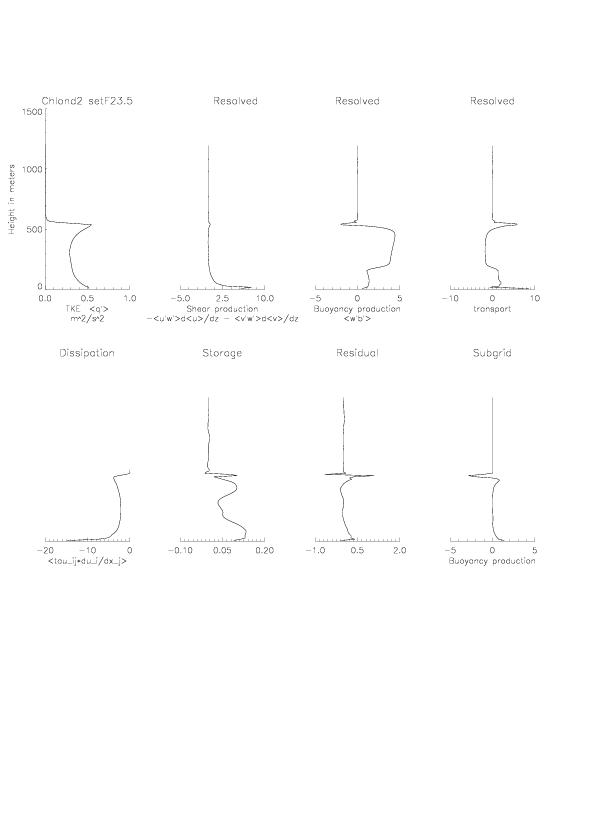 Chlond2 setF23.5 Resolved Resolved Resolved
1500
1000
500
0
Height in meters
0.0 0.5 1.0 -5.0 2.5 10.0 -5 0 5 -10 0 10
TKE <q'> Shear production Buoyancy production transport
m^2/s^2 -<u'w'>d<u>/dz - <v'w'>d<v>/dz <w'b'>
Dissipation Storage Residual Subgrid
-20 -10 0 -0.10 0.05 0.20 -1.0 0.5 2.0 -5 0 5
<tau_ij*du_i/dx_j> Buoyancy production